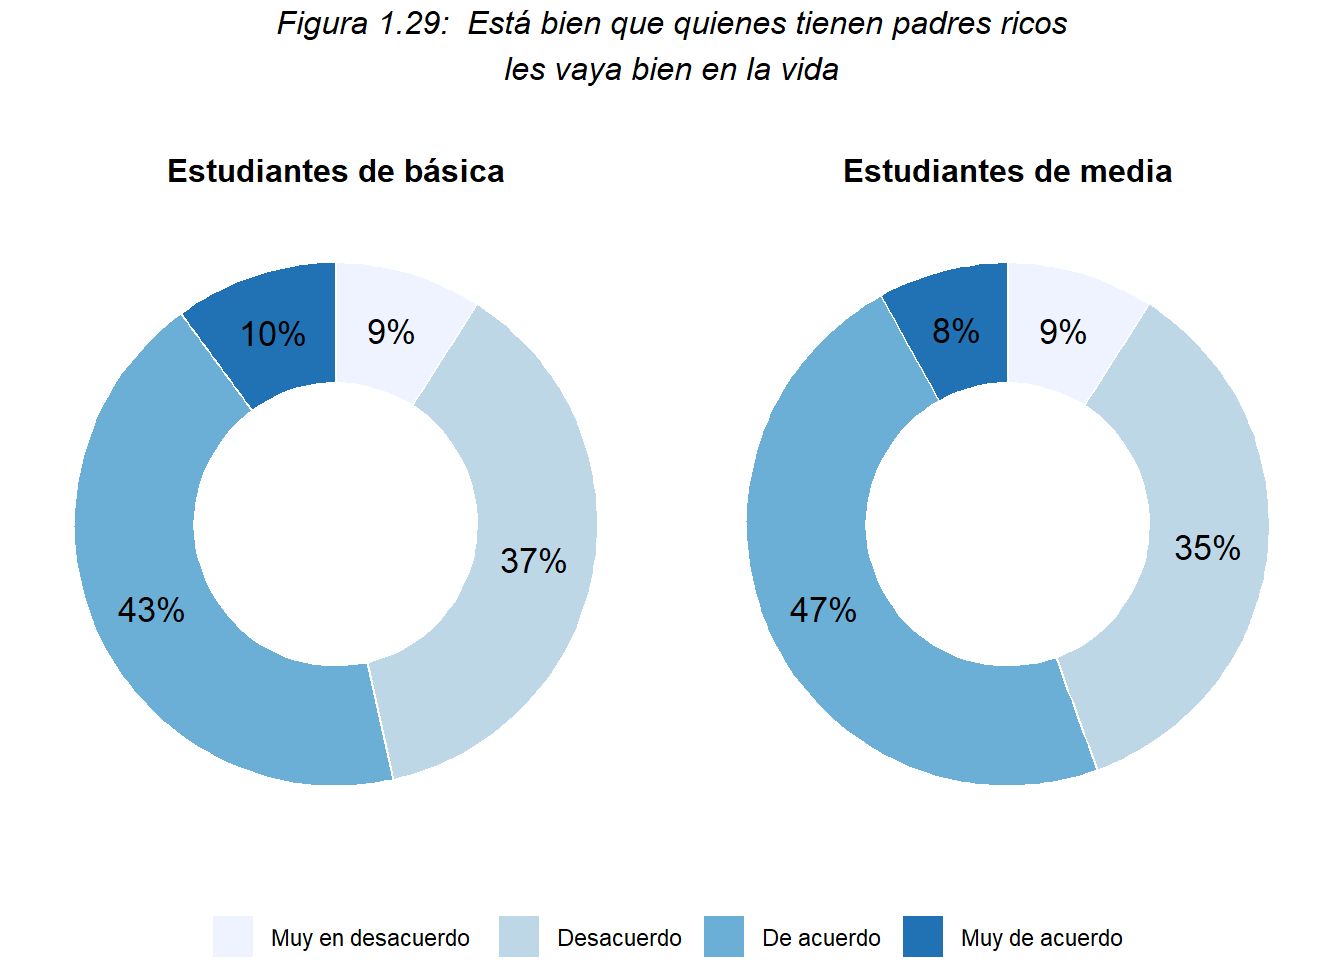 Figura 1.29: Está bien que quienes tienen padres ricos
les vaya bien en la vida
Estudiantes de básica
Estudiantes de media
10%
9%
37%
43%
8%
9%
35%
47%
Muy en desacuerdo
Desacuerdo
De acuerdo
Muy de acuerdo